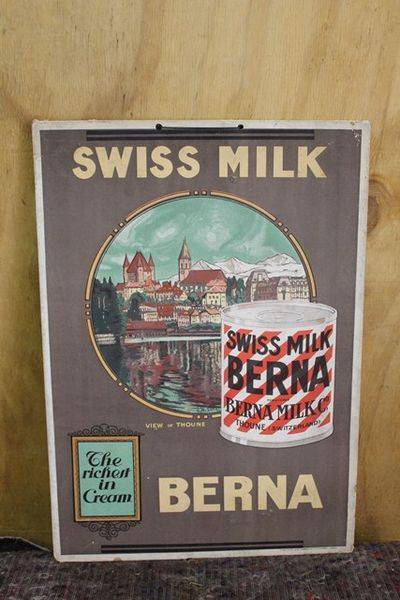 SWISS MILK
SWISS MILK
BERNA
BERNA MILK Cº
THOUNE (SWITZERLAND)
VIEW OF THOUNE
The
richest
in
Cream
BERNA